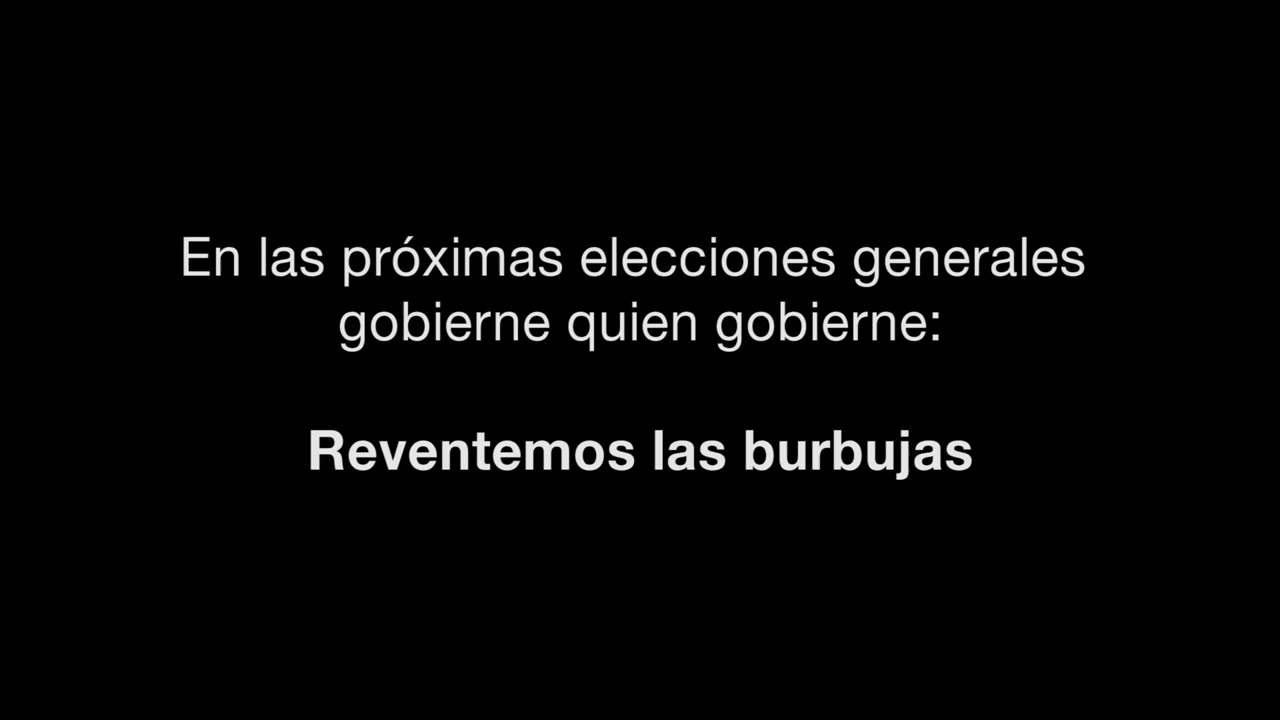 En las próximas elecciones generales
gobierne quien gobierne:
Reventemos las burbujas